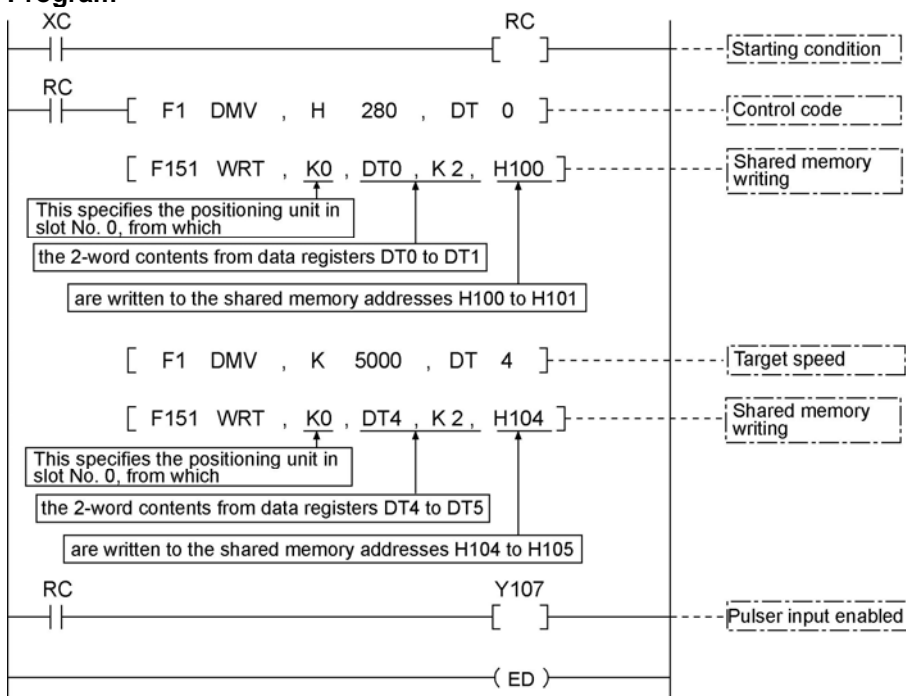 Program
XC RC
Starting condition
RC
[ F1 DMV , H 280 , DT 0 ] Control code
[ F151 WRT , K0 , DT0 , K 2 , H100 ] Shared memory
writing
This specifies the positioning unit in
slot No. 0, from which
the 2-word contents from data registers DT0 to DT1
are written to the shared memory addresses H100 to H101
[ F1 DMV , K 5000 , DT 4 ] Target speed
[ F151 WRT , K0 , DT4 , K 2 , H104 ] Shared memory
writing
This specifies the positioning unit in
slot No. 0, from which
the 2-word contents from data registers DT4 to DT5
are written to the shared memory addresses H104 to H105
RC Y107
Pulser input enabled
( ED )